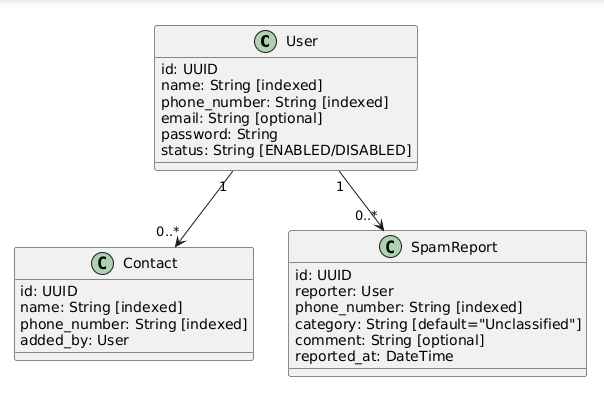 C User
id: UUID
name: String [indexed]
phone_number: String [indexed]
email: String [optional]
password: String
status: String [ENABLED/DISABLED]
1 1
0..* 0..*
C Contact
id: UUID
name: String [indexed]
phone_number: String [indexed]
added_by: User
C SpamReport
id: UUID
reporter: User
phone_number: String [indexed]
category: String [default="Unclassified"]
comment: String [optional]
reported_at: DateTime